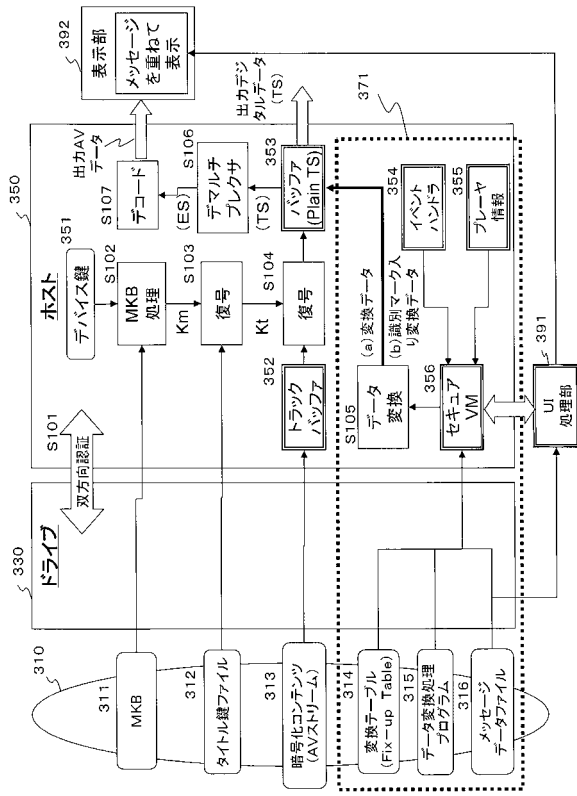 310
311
MKB
312
タイトル鍵ファイル
313
暗号化コンテンツ
(AVストリーム)
314
変換テーブル
(Fix-up Table)
315
データ変換処理
プログラム
316
メッセージ
データファイル
330
ドライブ
S101
双方向認証
350
ホスト
351
デバイス鍵
S102
MKB
処理
Km
S103
復号
Kt
S104
復号
352
トラック
バッファ
S107
デコード
(ES)
S106
デマルチ
プレクサ
(TS)
353
バッファ
(Plain TS)
出力AV
データ
出力デジ
タルデータ
(TS)
392
表示部
メッセージ
を重ねて
表示
371
S105
データ
変換
(a)変換データ
(b)識別マーク入
り変換データ
354
イベント
ハンドラ
355
プレーヤ
情報
356
セキュア
VM
391
UI
処理部